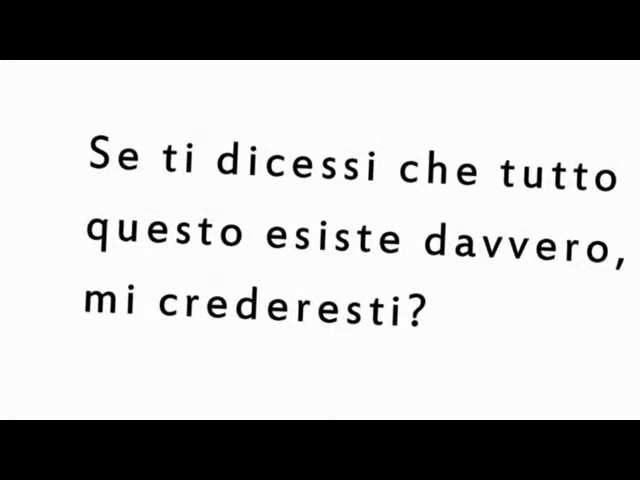 Se ti dicessi che tutto
questo esiste davvero,
mi crederesti?